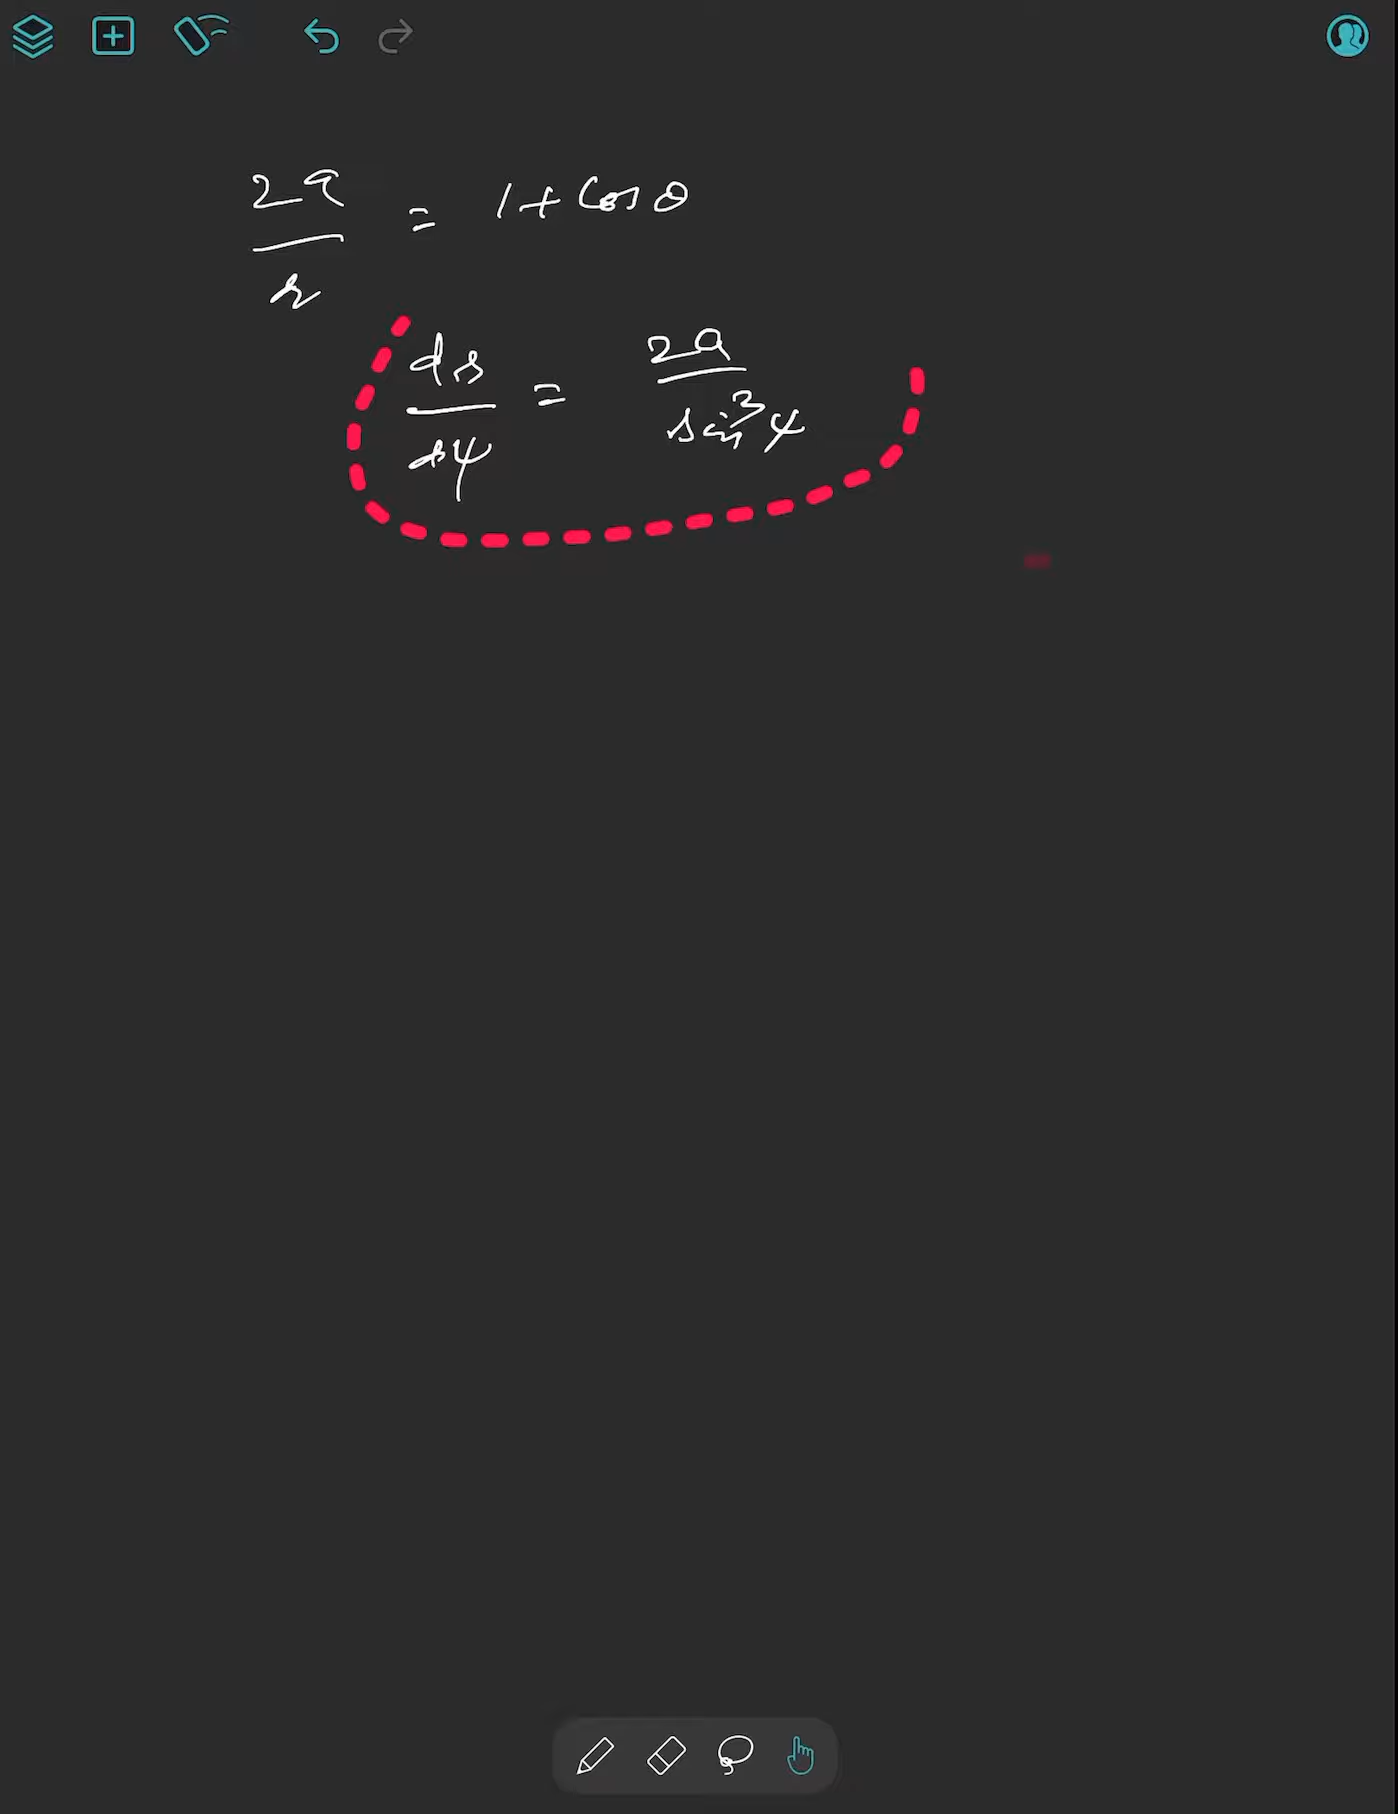 2a/r = 1 + cos θ
ds/dψ = 2a/sin³ψ